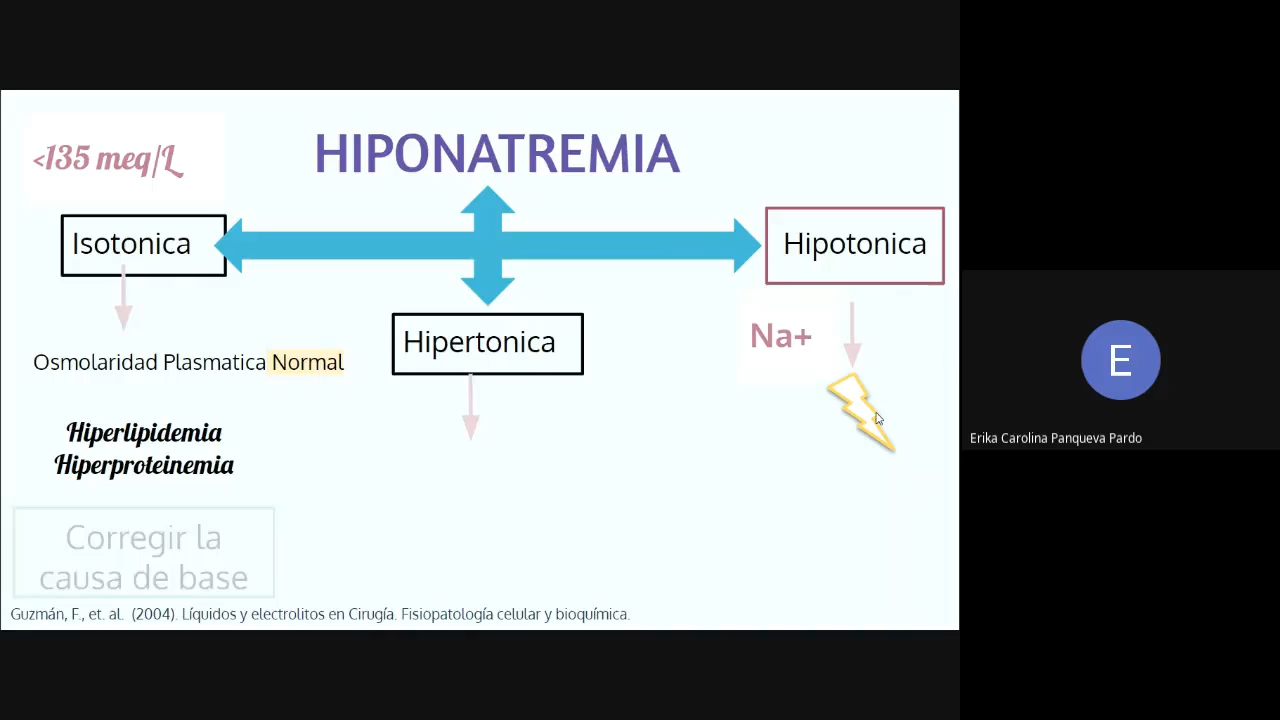 <135 meq/L
HIPONATREMIA
Isotonica
Hipotonica
Hipertonica
Na+
Osmolaridad Plasmatica Normal
Hiperlipidemia
Hiperproteinemia
Corregir la
causa de base
Guzmán, F., et. al. (2004). Líquidos y electrolitos en Cirugía. Fisiopatología celular y bioquímica.
E
Erika Carolina Panqueva Pardo